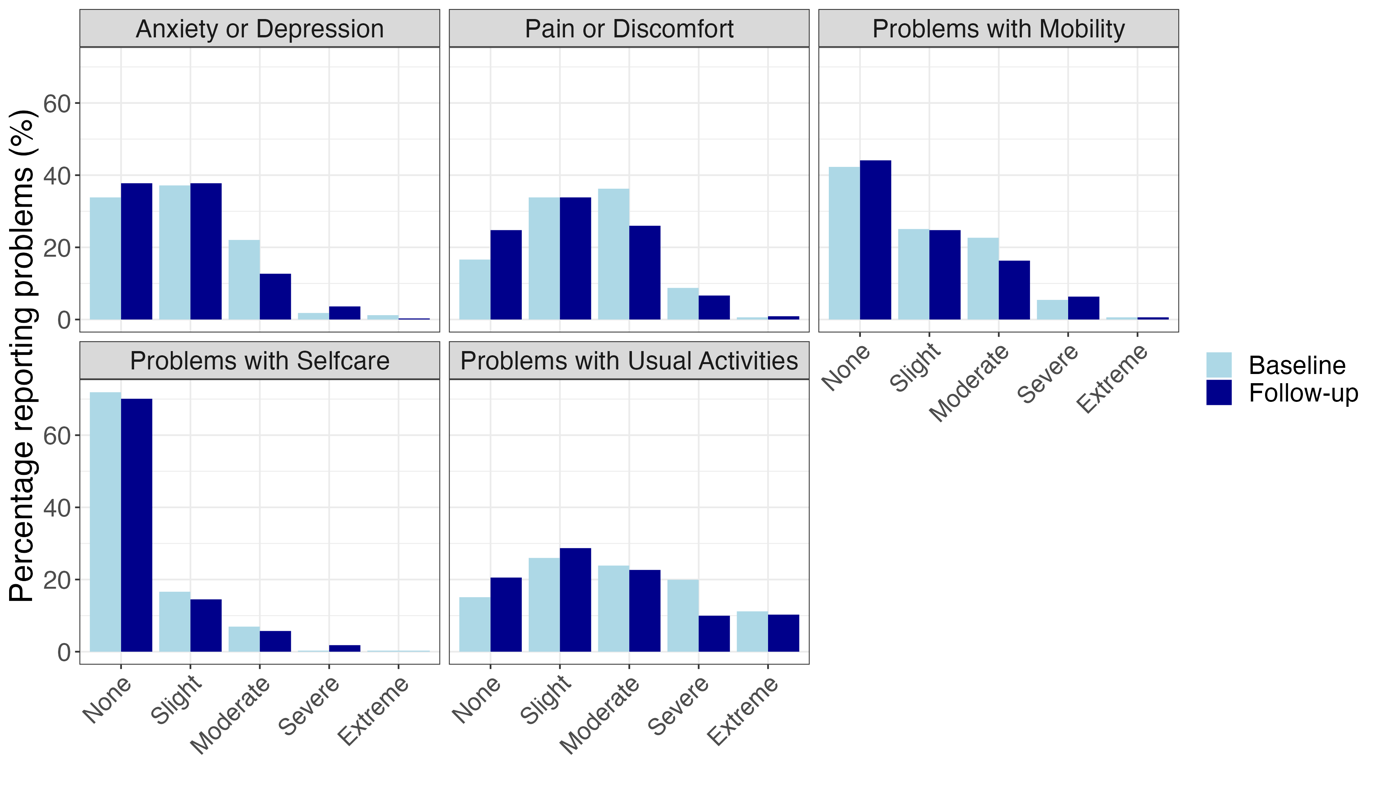 Anxiety or Depression
Pain or Discomfort
Problems with Mobility
Percentage reporting problems (%)
60
40
20
0
None
Slight
Moderate
Severe
Extreme
Problems with Selfcare
Problems with Usual Activities
Baseline
Follow-up
60
40
20
0
None
Slight
Moderate
Severe
Extreme
None
Slight
Moderate
Severe
Extreme